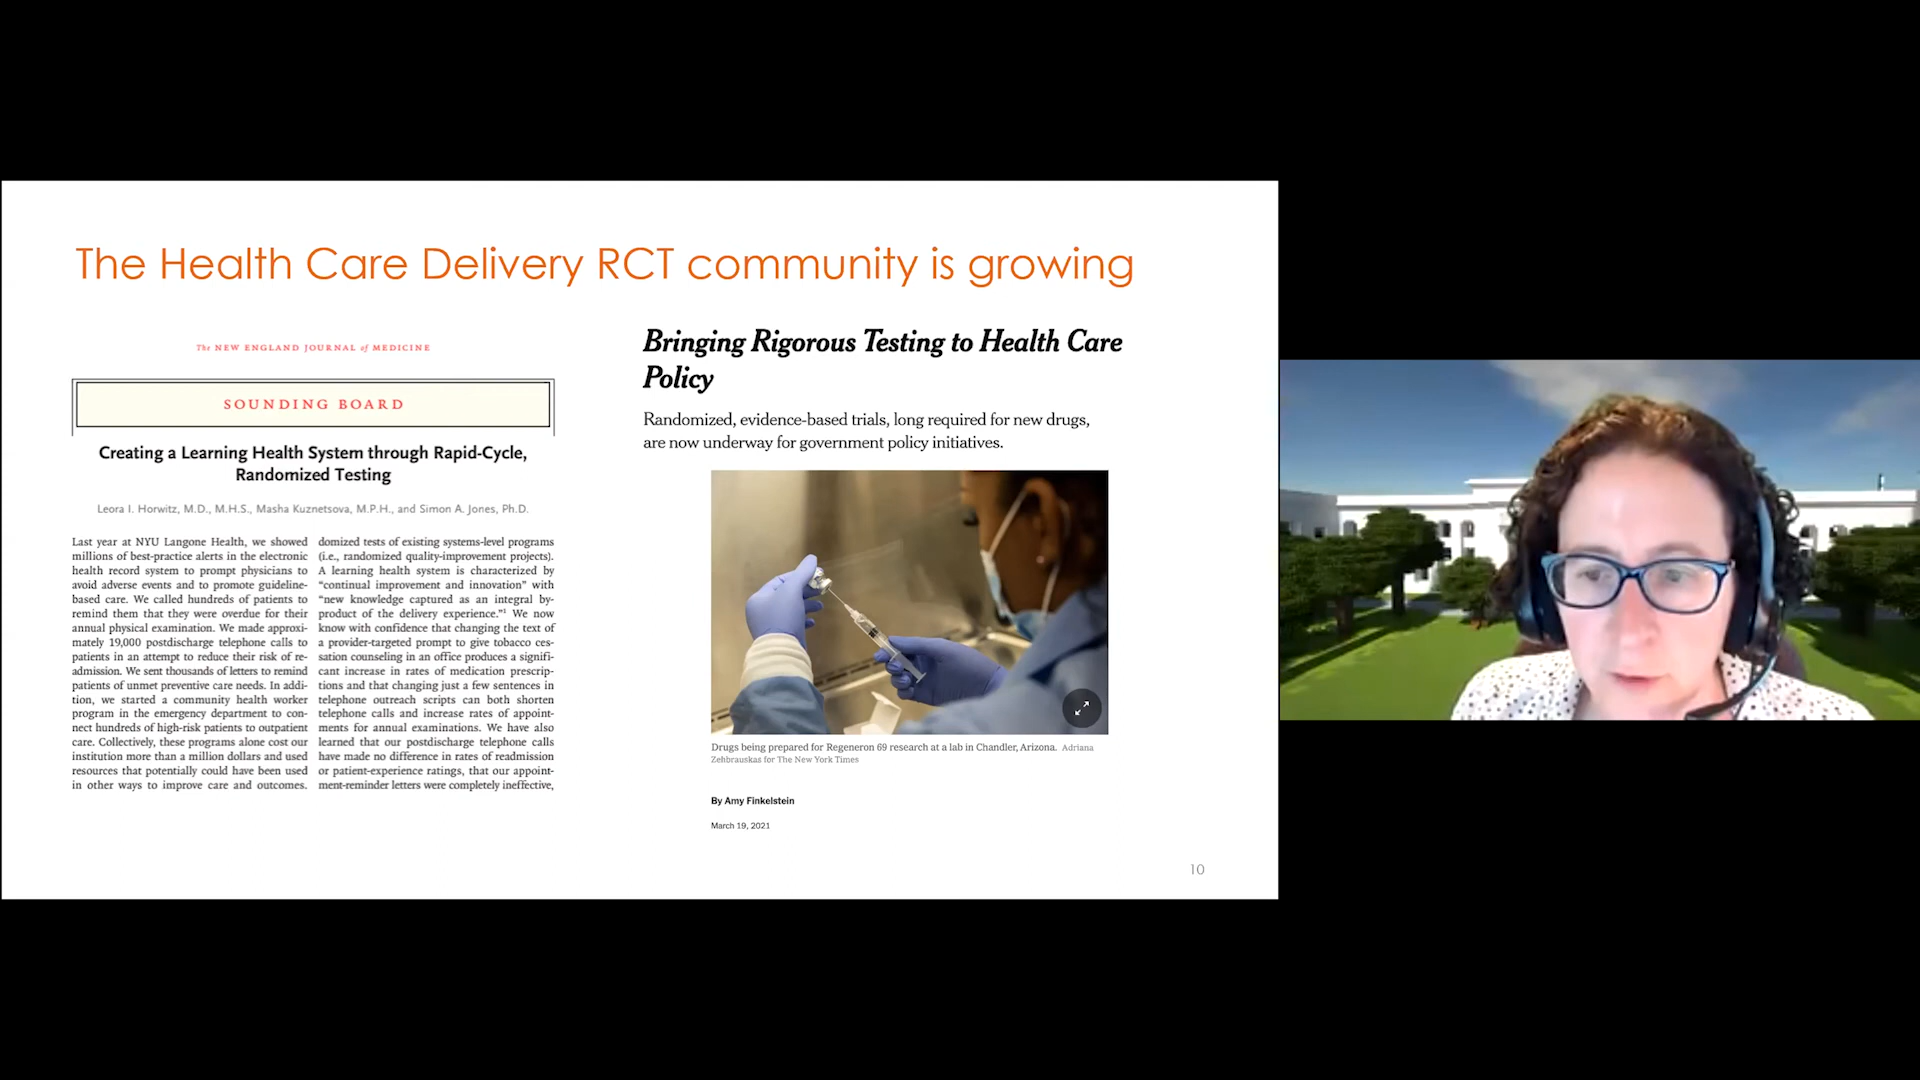 The Health Care Delivery RCT community is growing
The NEW ENGLAND JOURNAL of MEDICINE
SOUNDING BOARD
Creating a Learning Health System through Rapid-Cycle,
Randomized Testing
Leora I. Horwitz, M.D., M.H.S., Masha Kuznetsova, M.P.H., and Simon A. Jones, Ph.D.
Last year at NYU Langone Health, we showed
millions of best-practice alerts in the electronic
health record system to prompt physicians to
avoid adverse events and to promote guideline-
based care. We called hundreds of patients to
remind them that they were overdue for their
annual physical examination. We made approxi-
mately 19,000 postdischarge telephone calls to
patients in an attempt to reduce their risk of re-
admission. We sent thousands of letters to remind
patients of unmet preventive care needs. In addi-
tion, we started a community health worker
program in the emergency department to con-
nect hundreds of high-risk patients to outpatient
care. Collectively, these programs alone cost our
institution more than a million dollars and used
resources that potentially could have been used
in other ways to improve care and outcomes.
domized tests of existing systems-level programs
(i.e., randomized quality-improvement projects).
A learning health system is characterized by
“continual improvement and innovation” with
“new knowledge captured as an integral by-
product of the delivery experience.”¹ We now
know with confidence that changing the text of
a provider-targeted prompt to give tobacco ces-
sation counseling in an office produces a signifi-
cant increase in rates of medication prescrip-
tions and that changing just a few sentences in
telephone outreach scripts can both shorten
telephone calls and increase rates of appoint-
ments for annual examinations. We have also
learned that our postdischarge telephone calls
have made no difference in rates of readmission
or patient-experience ratings, that our appoint-
ment-reminder letters were completely ineffective,
Bringing Rigorous Testing to Health Care
Policy
Randomized, evidence-based trials, long required for new drugs,
are now underway for government policy initiatives.
Drugs being prepared for Regeneron 69 research at a lab in Chandler, Arizona. Adriana
Zehbrauskas for The New York Times
By Amy Finkelstein
March 19, 2021
10